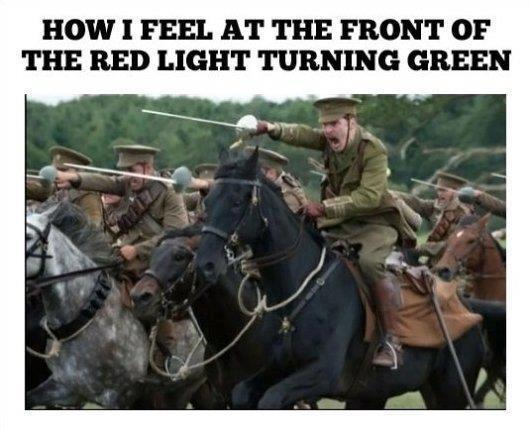 HOW I FEEL AT THE FRONT OF
THE RED LIGHT TURNING GREEN